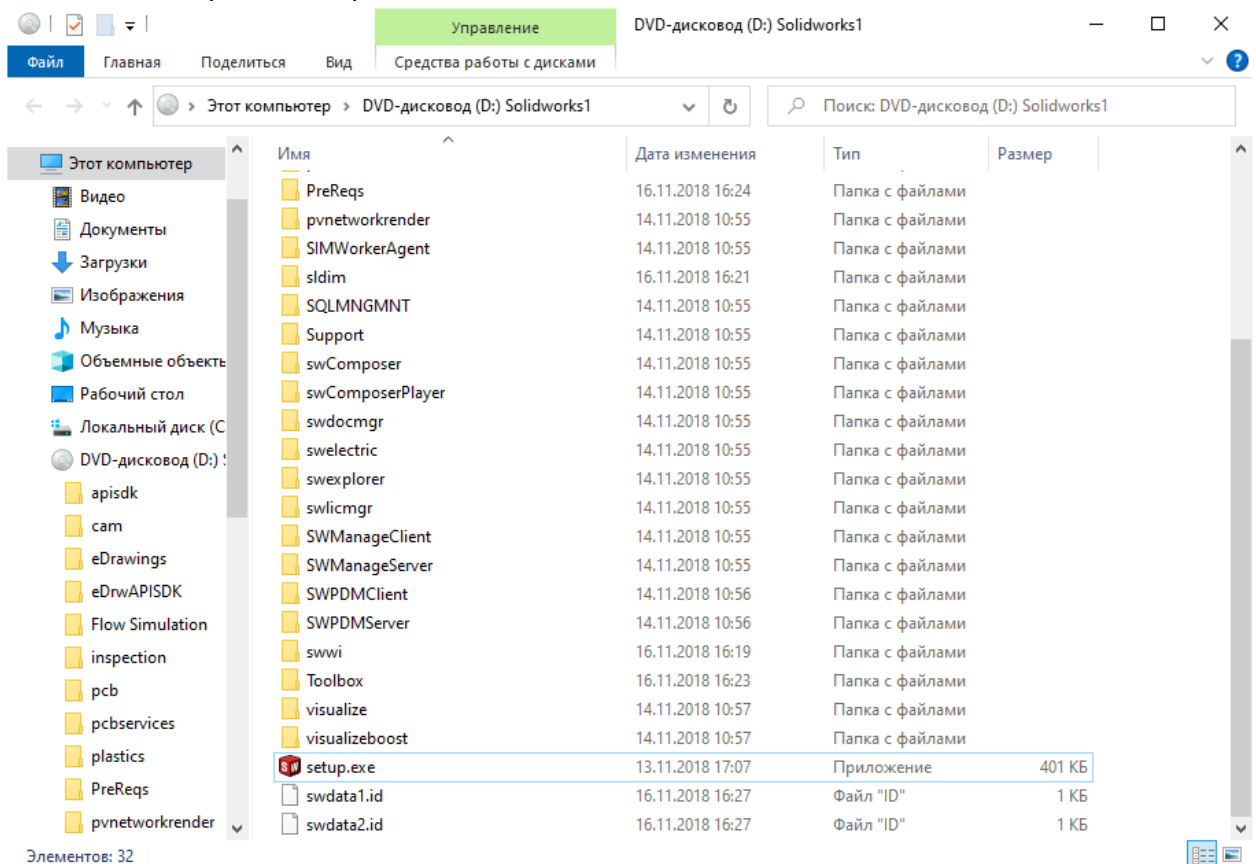 Управление
DVD-дисковод (D:) Solidworks1
Файл Главная Поделиться Вид Средства работы с дисками
Этот компьютер > DVD-дисковод (D:) Solidworks1
Поиск: DVD-дисковод (D:) Solidworks1
Имя Дата изменения Тип Размер
Этот компьютер
Видео
Документы
Загрузки
Изображения
Музыка
Объемные объекть
Рабочий стол
Локальный диск (C
DVD-дисковод (D:)
apisdk
cam
eDrawings
eDrwAPISDK
Flow Simulation
inspection
pcb
pcbservices
plastics
PreReqs
pvnetworkrender
PreReqs 16.11.2018 16:24 Папка с файлами
pvnetworkrender 14.11.2018 10:55 Папка с файлами
SIMWorkerAgent 14.11.2018 10:55 Папка с файлами
sldim 16.11.2018 16:21 Папка с файлами
SQLMNGMNT 14.11.2018 10:55 Папка с файлами
Support 14.11.2018 10:55 Папка с файлами
swComposer 14.11.2018 10:55 Папка с файлами
swComposerPlayer 14.11.2018 10:55 Папка с файлами
swdocmgr 14.11.2018 10:55 Папка с файлами
swelectric 14.11.2018 10:55 Папка с файлами
swexplorer 14.11.2018 10:55 Папка с файлами
swlicmgr 14.11.2018 10:55 Папка с файлами
SWManageClient 14.11.2018 10:55 Папка с файлами
SWManageServer 14.11.2018 10:55 Папка с файлами
SWPDMClient 14.11.2018 10:56 Папка с файлами
SWPDMServer 14.11.2018 10:56 Папка с файлами
swwi 16.11.2018 16:19 Папка с файлами
Toolbox 16.11.2018 16:23 Папка с файлами
visualize 14.11.2018 10:57 Папка с файлами
visualizeboost 14.11.2018 10:57 Папка с файлами
setup.exe 13.11.2018 17:07 Приложение 401 КБ
swdata1.id 16.11.2018 16:27 Файл "ID" 1 КБ
swdata2.id 16.11.2018 16:27 Файл "ID" 1 КБ
Элементов: 32